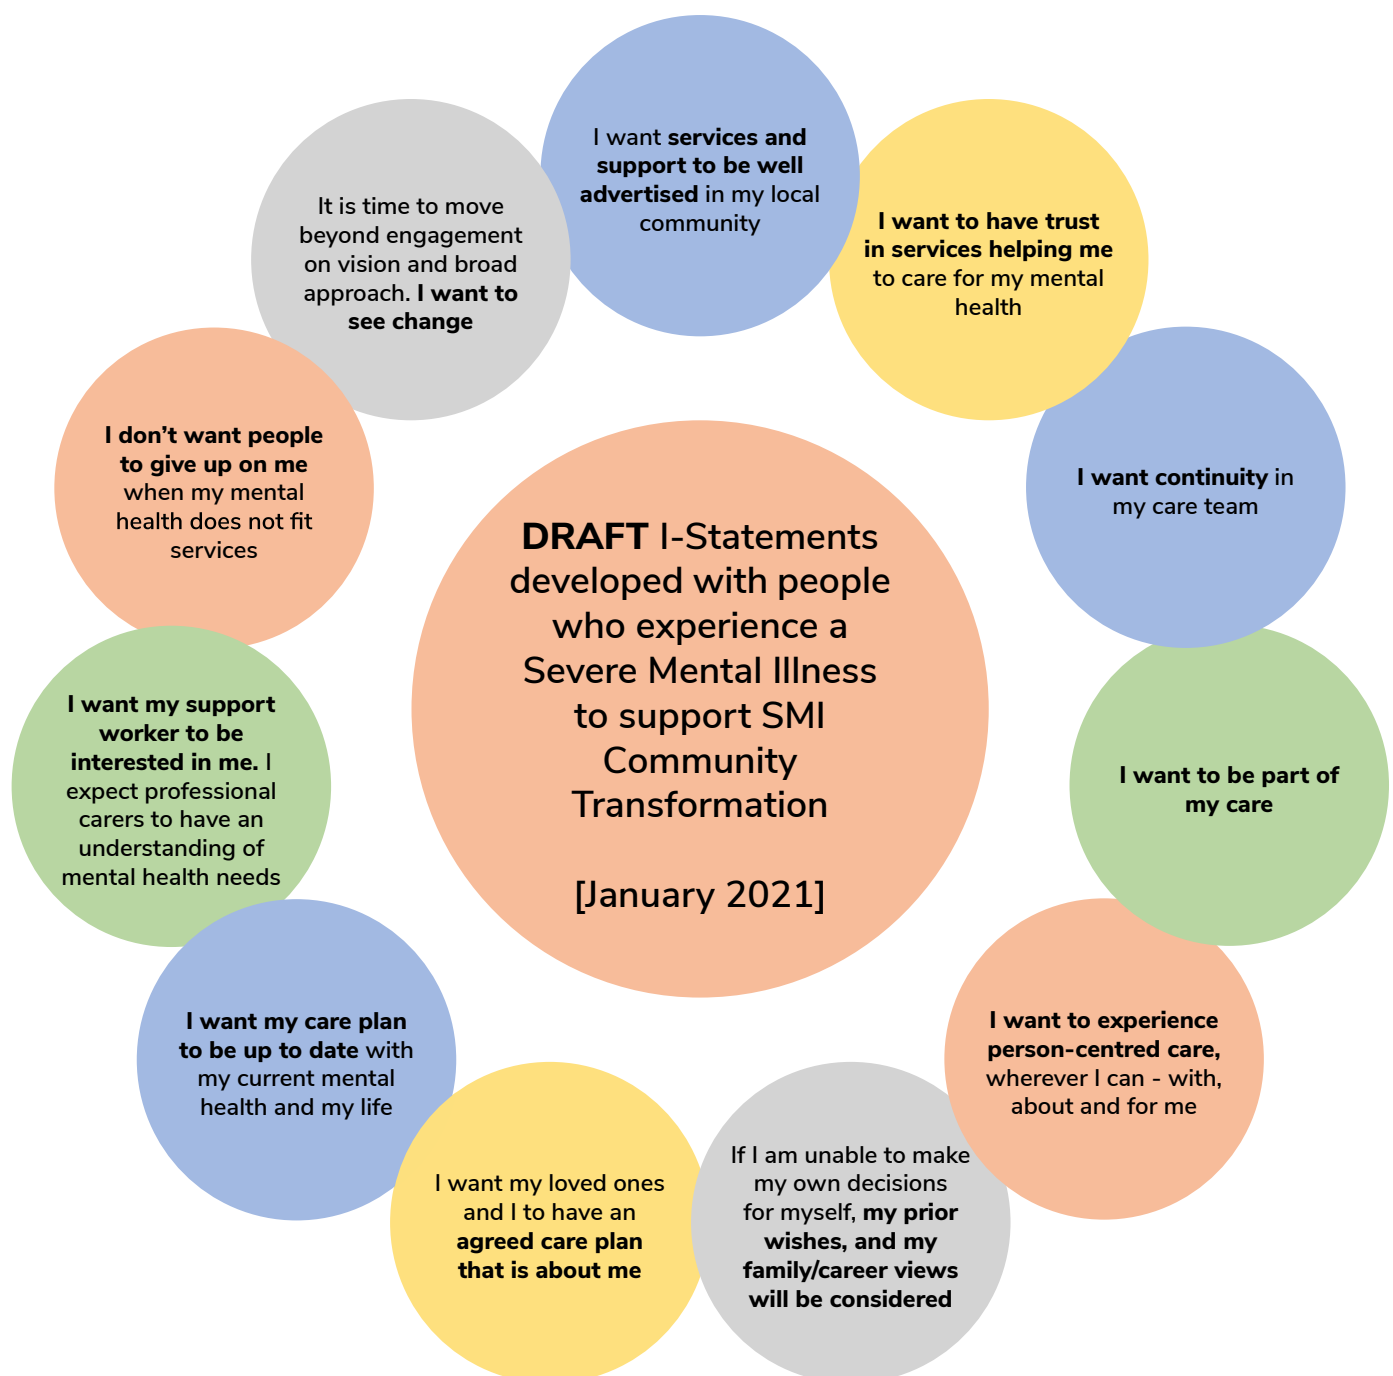 I want services and
support to be well
advertised in my local
community
I want to have trust
in services helping me
to care for my mental
health
I want continuity in
my care team
I want to be part of
my care
I want to experience
person-centred care,
wherever I can - with,
about and for me
If I am unable to make
my own decisions
for myself, my prior
wishes, and my
family/career views
will be considered
I want my loved ones
and I to have an
agreed care plan
that is about me
I want my care plan
to be up to date with
my current mental
health and my life
I want my support
worker to be
interested in me. I
expect professional
carers to have an
understanding of
mental health needs
I don’t want people
to give up on me
when my mental
health does not fit
services
It is time to move
beyond engagement
on vision and broad
approach. I want to
see change
DRAFT I-Statements
developed with people
who experience a
Severe Mental Illness
to support SMI
Community
Transformation
[January 2021]